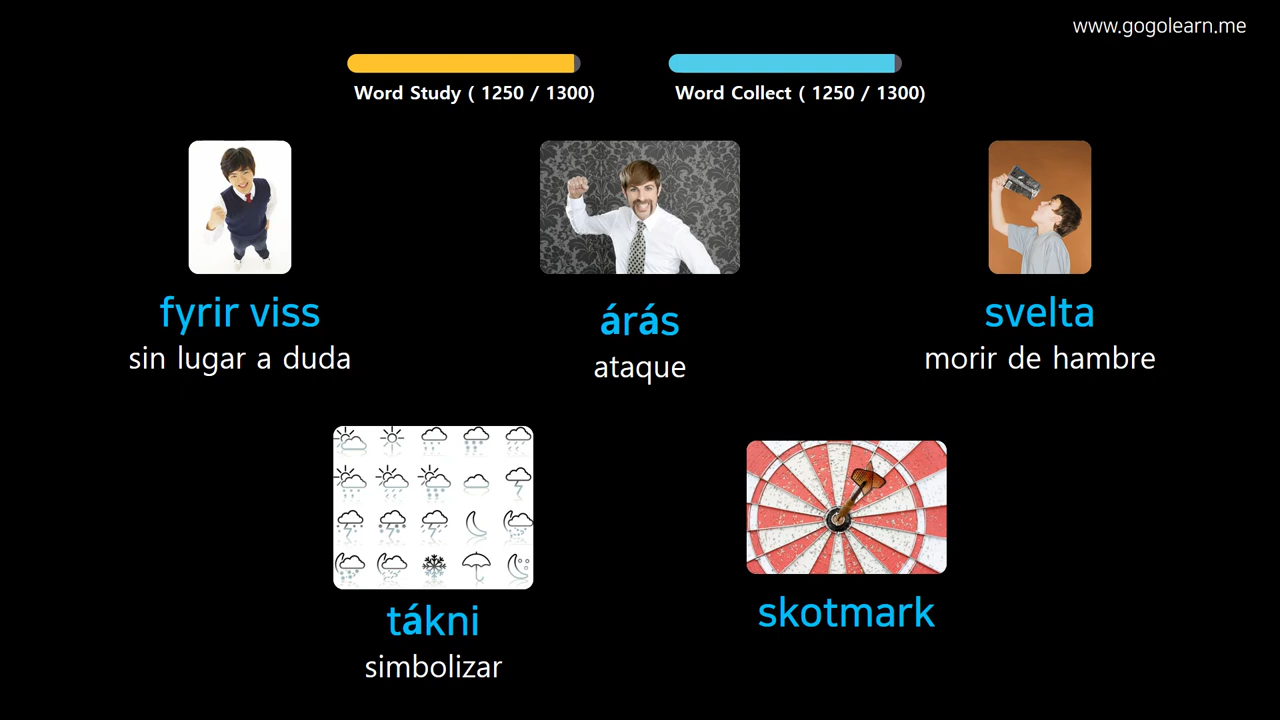 www.gogolearn.me
Word Study ( 1250 / 1300)
Word Collect ( 1250 / 1300)
fyrir viss
sin lugar a duda
árás
ataque
svelta
morir de hambre
tákni
simbolizar
skotmark